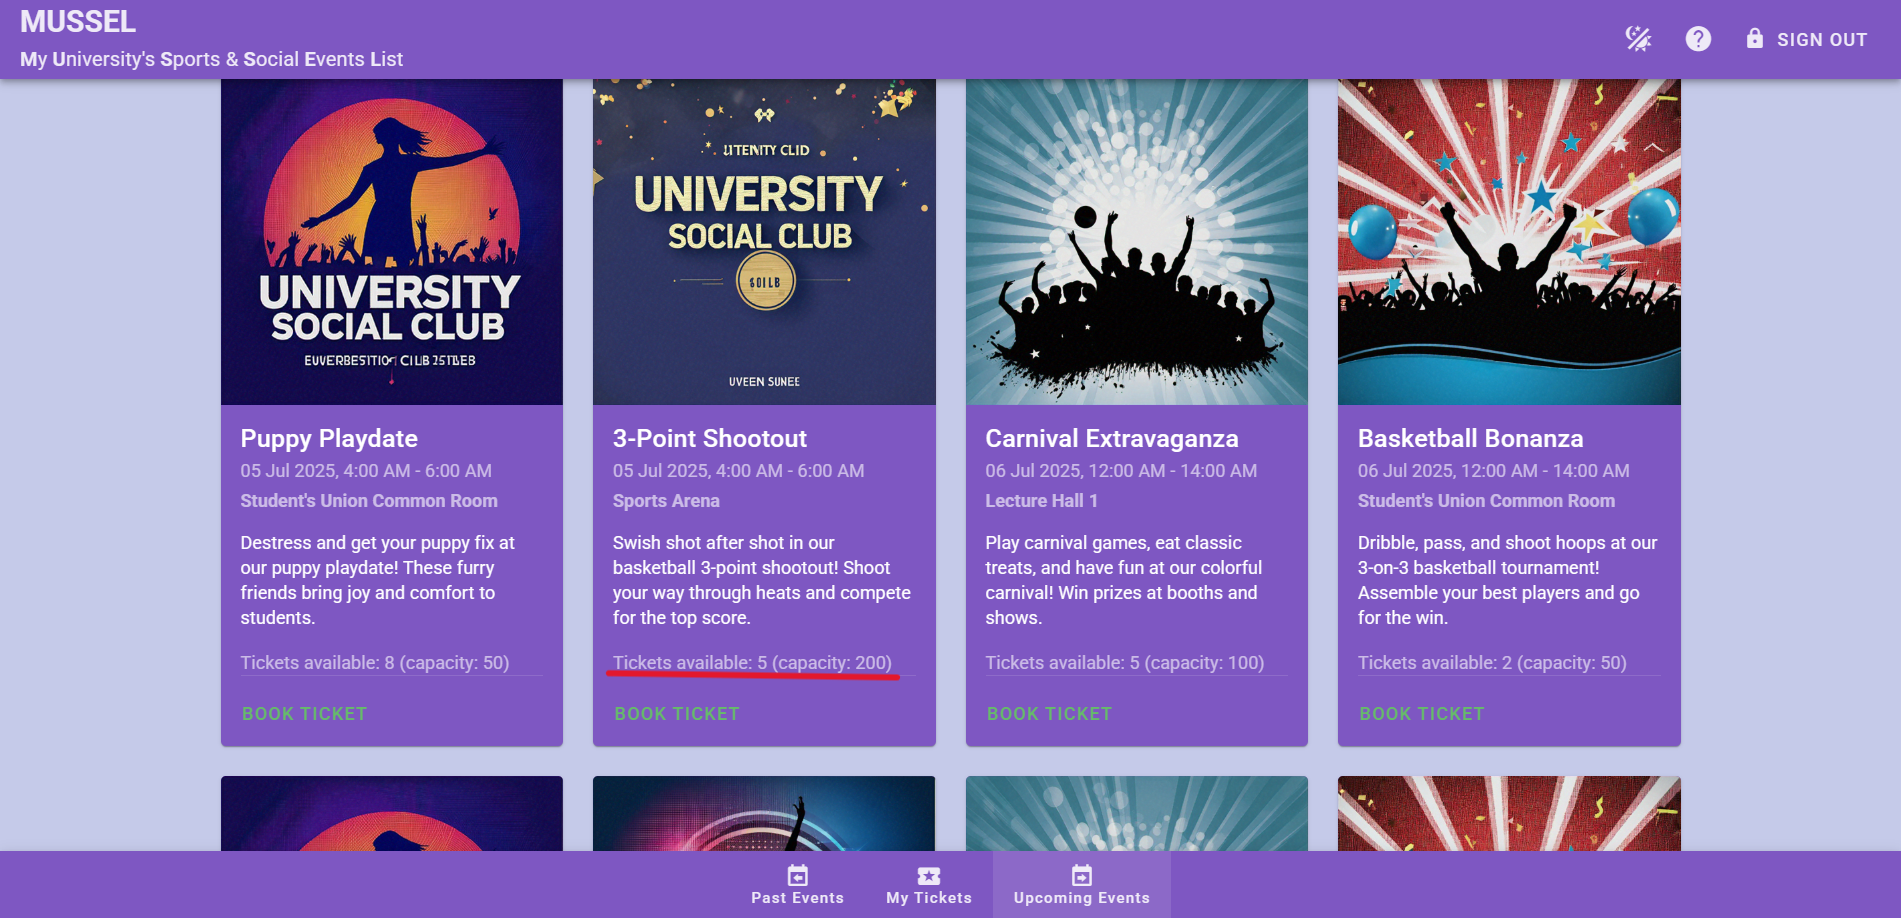 MUSSEL
My University's Sports & Social Events List
SIGN OUT
UNIVERSITY
SOCIAL CLUB
UNIVERSITY
SOCIAL CLUB
Puppy Playdate
05 Jul 2025, 4:00 AM - 6:00 AM
Student's Union Common Room
Destress and get your puppy fix at
our puppy playdate! These furry
friends bring joy and comfort to
students.
Tickets available: 8 (capacity: 50)
BOOK TICKET
3-Point Shootout
05 Jul 2025, 4:00 AM - 6:00 AM
Sports Arena
Swish shot after shot in our
basketball 3-point shootout! Shoot
your way through heats and compete
for the top score.
Tickets available: 5 (capacity: 200)
BOOK TICKET
Carnival Extravaganza
06 Jul 2025, 12:00 AM - 14:00 AM
Lecture Hall 1
Play carnival games, eat classic
treats, and have fun at our colorful
carnival! Win prizes at booths and
shows.
Tickets available: 5 (capacity: 100)
BOOK TICKET
Basketball Bonanza
06 Jul 2025, 12:00 AM - 14:00 AM
Student's Union Common Room
Dribble, pass, and shoot hoops at our
3-on-3 basketball tournament!
Assemble your best players and go
for the win.
Tickets available: 2 (capacity: 50)
BOOK TICKET
Past Events
My Tickets
Upcoming Events